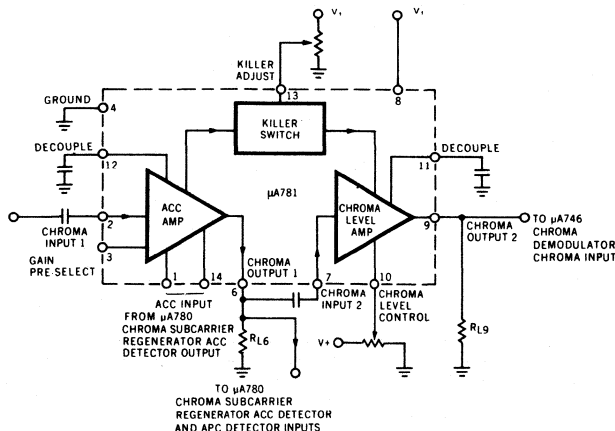 V₁
V₁
KILLER
ADJUST
13
8
GROUND
4
KILLER
SWITCH
DECOUPLE
12
DECOUPLE
11
μA781
ACC
AMP
CHROMA
LEVEL
AMP
CHROMA
INPUT 1
2
9
CHROMA
OUTPUT 2
TO μA746
CHROMA
DEMODULATOR
CHROMA INPUT
GAIN
PRE-SELECT
3
1
14
CHROMA
OUTPUT 1
6
7
CHROMA
INPUT 2
10
CHROMA
LEVEL
CONTROL
ACC INPUT
FROM μA780
CHROMA SUBCARRIER
REGENERATOR ACC
DETECTOR OUTPUT
RL6
V+
RL9
TO μA780
CHROMA SUBCARRIER
REGENERATOR ACC DETECTOR
AND APC DETECTOR INPUTS